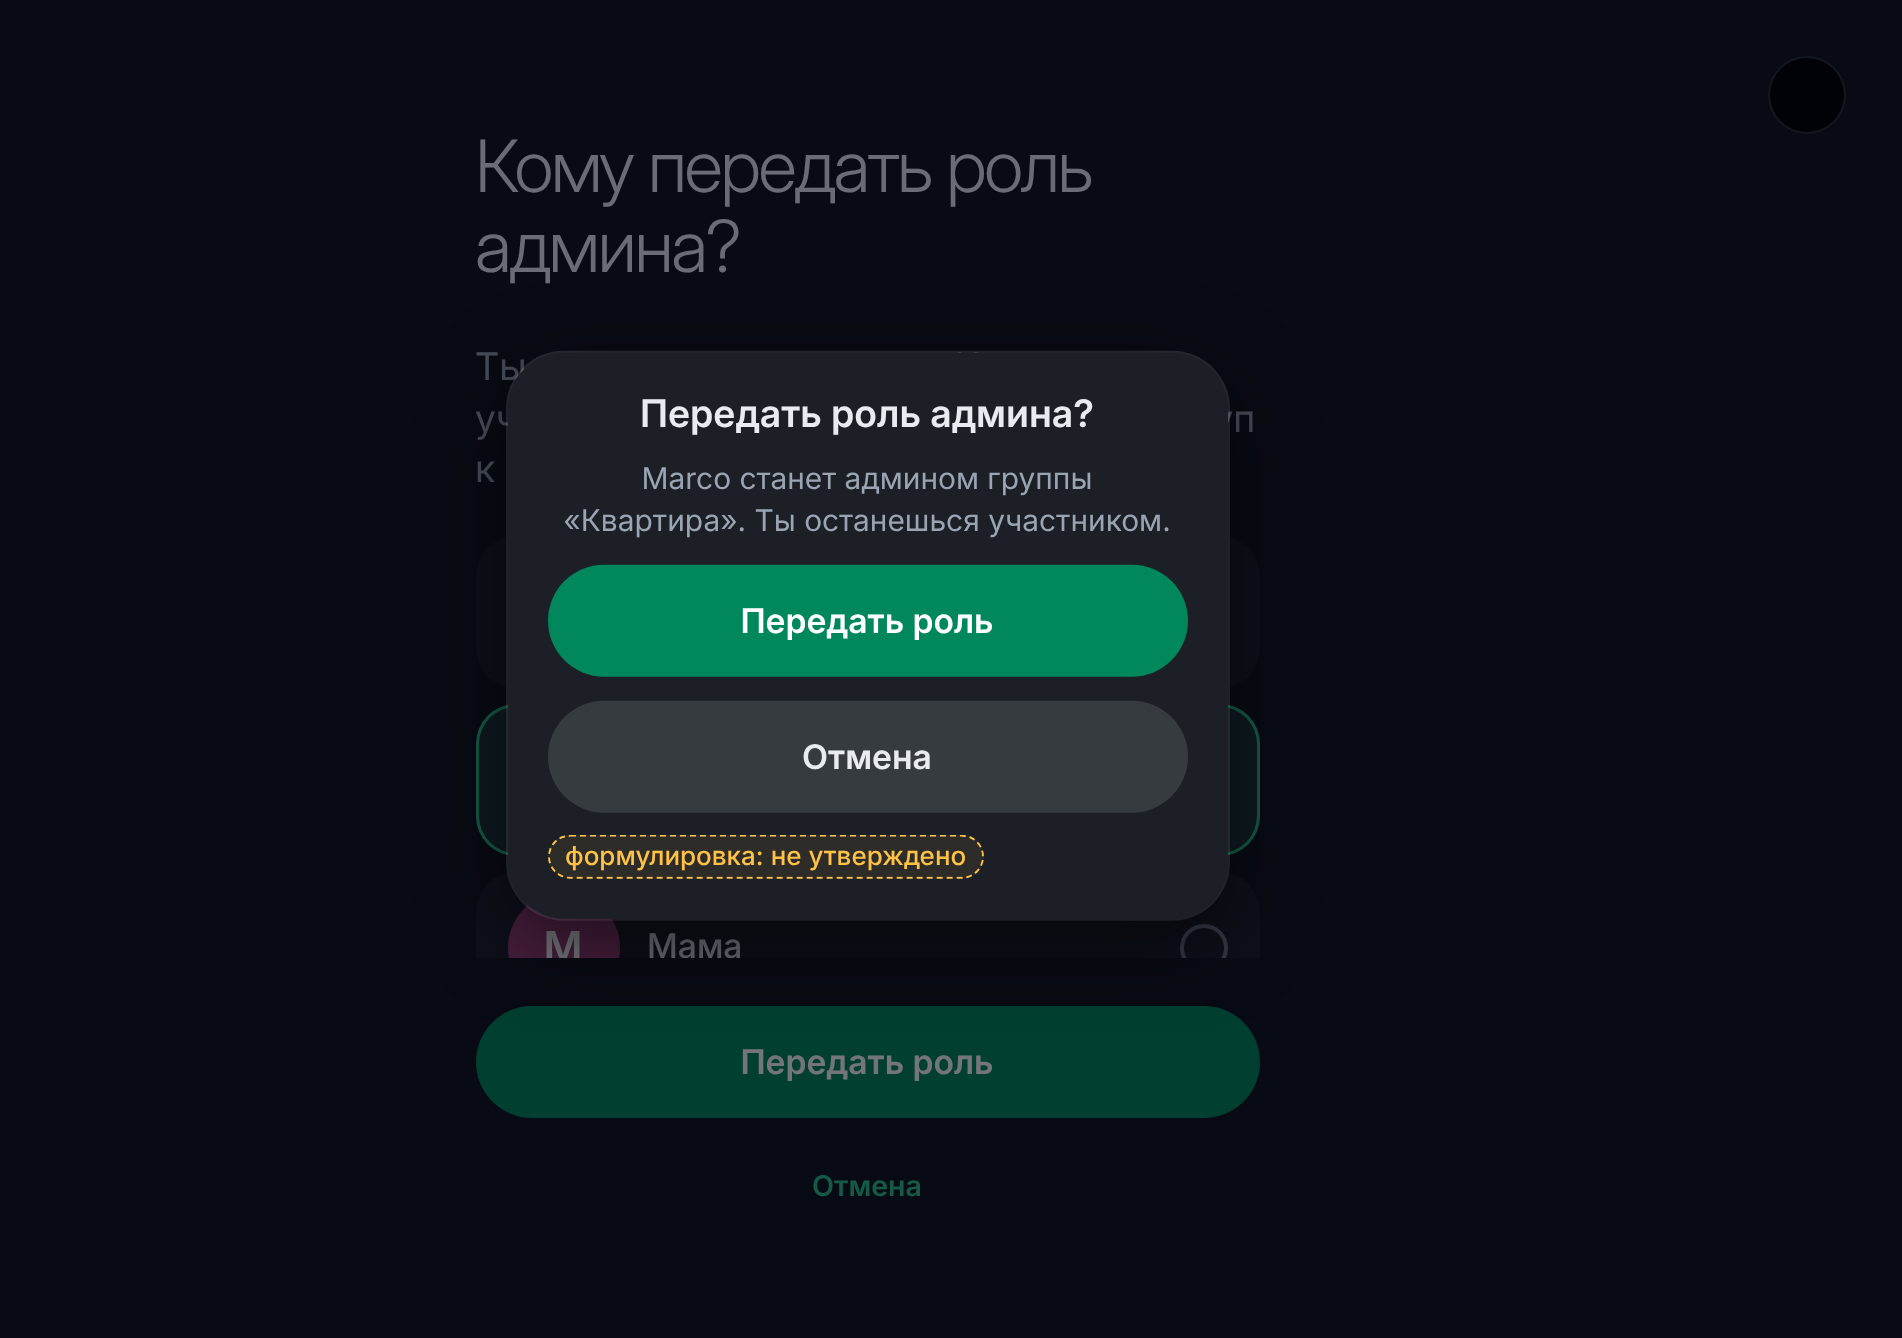 Кому передать роль
админа?
Ты
к
Передать роль админа?
Marco станет админом группы
«Квартира». Ты останешься участником.
Передать роль
Отмена
формулировка: не утверждено
М Мама
Передать роль
Отмена